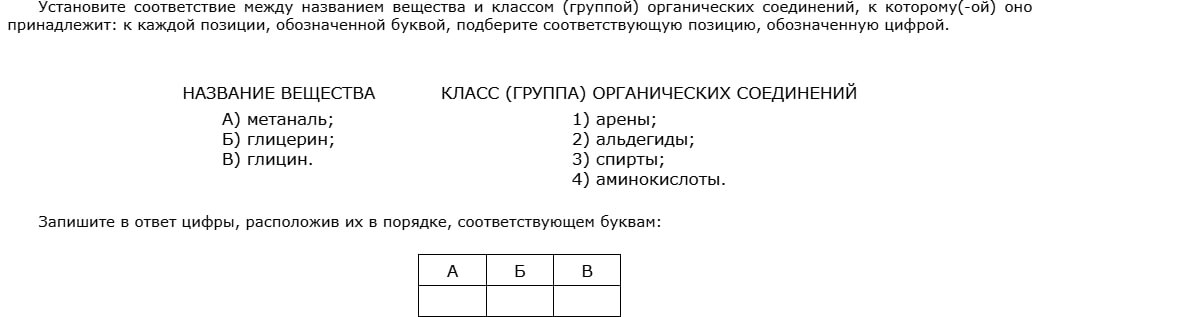 Установите соответствие между названием вещества и классом (группой) органических соединений, к которому(-ой) оно
принадлежит: к каждой позиции, обозначенной буквой, подберите соответствующую позицию, обозначенную цифрой.
НАЗВАНИЕ ВЕЩЕСТВА
А) метаналь;
Б) глицерин;
В) глицин.
КЛАСС (ГРУППА) ОРГАНИЧЕСКИХ СОЕДИНЕНИЙ
1) арены;
2) альдегиды;
3) спирты;
4) аминокислоты.
Запишите в ответ цифры, расположив их в порядке, соответствующем буквам:
А Б В